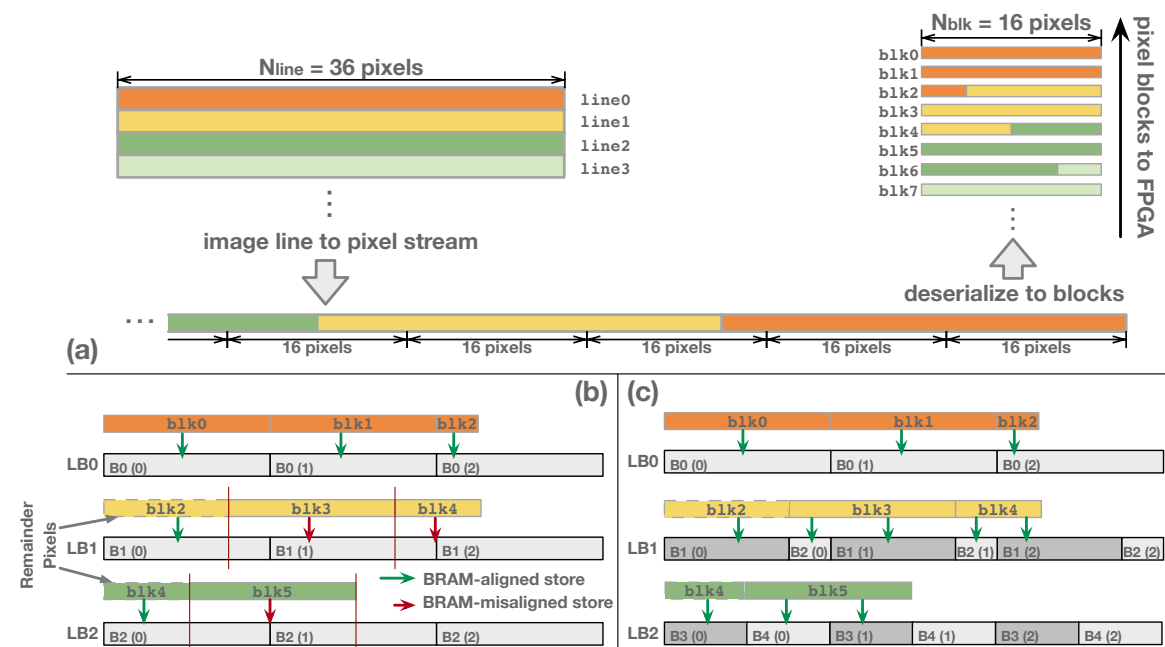 Nline = 36 pixels
line0
line1
line2
line3
⋮
image line to pixel stream
Nblk = 16 pixels
blk0
blk1
blk2
blk3
blk4
blk5
blk6
blk7
⋮
pixel blocks to FPGA
deserialize to blocks
...
16 pixels 16 pixels 16 pixels 16 pixels 16 pixels
(a)
(b)
blk0 blk1 blk2
LB0 B0 (0) B0 (1) B0 (2)
blk2 blk3 blk4
LB1 B1 (0) B1 (1) B1 (2)
Remainder
Pixels
BRAM-aligned store
BRAM-misaligned store
blk4 blk5
LB2 B2 (0) B2 (1) B2 (2)
(c)
blk0 blk1 blk2
LB0 B0 (0) B0 (1) B0 (2)
blk2 blk3 blk4
LB1 B1 (0) B2 (0) B1 (1) B2 (1) B1 (2) B2 (2)
blk4 blk5
LB2 B3 (0) B4 (0) B3 (1) B4 (1) B3 (2) B4 (2)